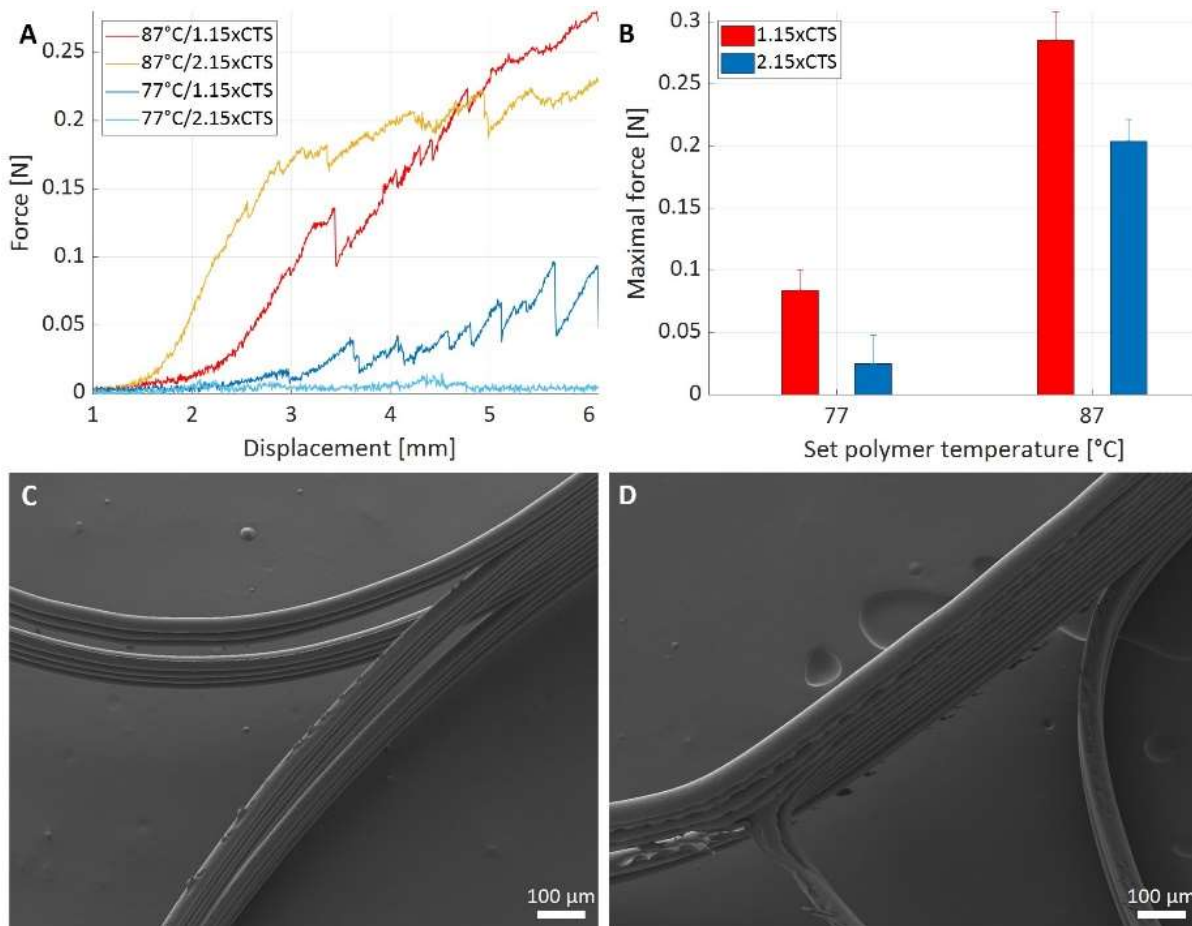 A
87°C/1.15xCTS
87°C/2.15xCTS
77°C/1.15xCTS
77°C/2.15xCTS
0.25
0.2
0.15
0.1
0.05
0
Force [N]
1 2 3 4 5 6
Displacement [mm]
B
1.15xCTS
2.15xCTS
0.3
0.25
0.2
0.15
0.1
0.05
0
Maximal force [N]
77 87
Set polymer temperature [°C]
C
100 µm
D
100 µm